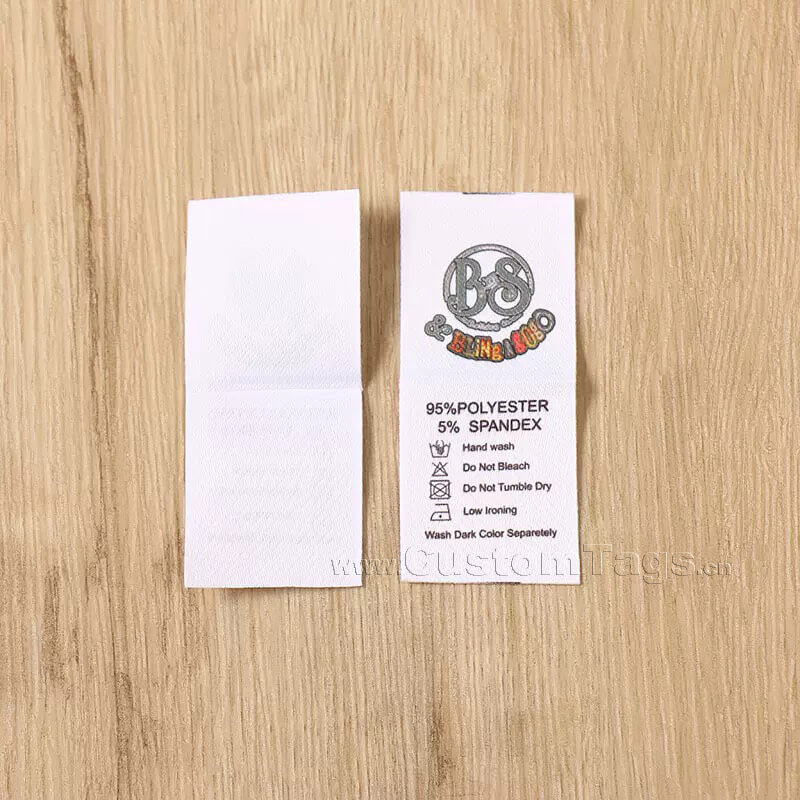 B S
95%POLYESTER
5% SPANDEX
Hand wash
Do Not Bleach
Do Not Tumble Dry
Low Ironing
Wash Dark Color Separetely
www.CustomTags.cn